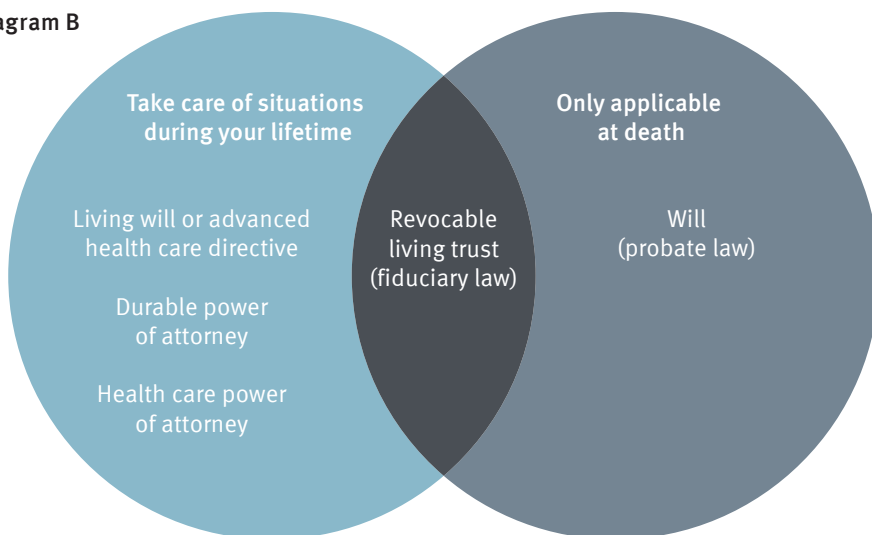 agram B
Take care of situations
during your lifetime
Living will or advanced
health care directive
Durable power
of attorney
Health care power
of attorney
Revocable
living trust
(fiduciary law)
Only applicable
at death
Will
(probate law)